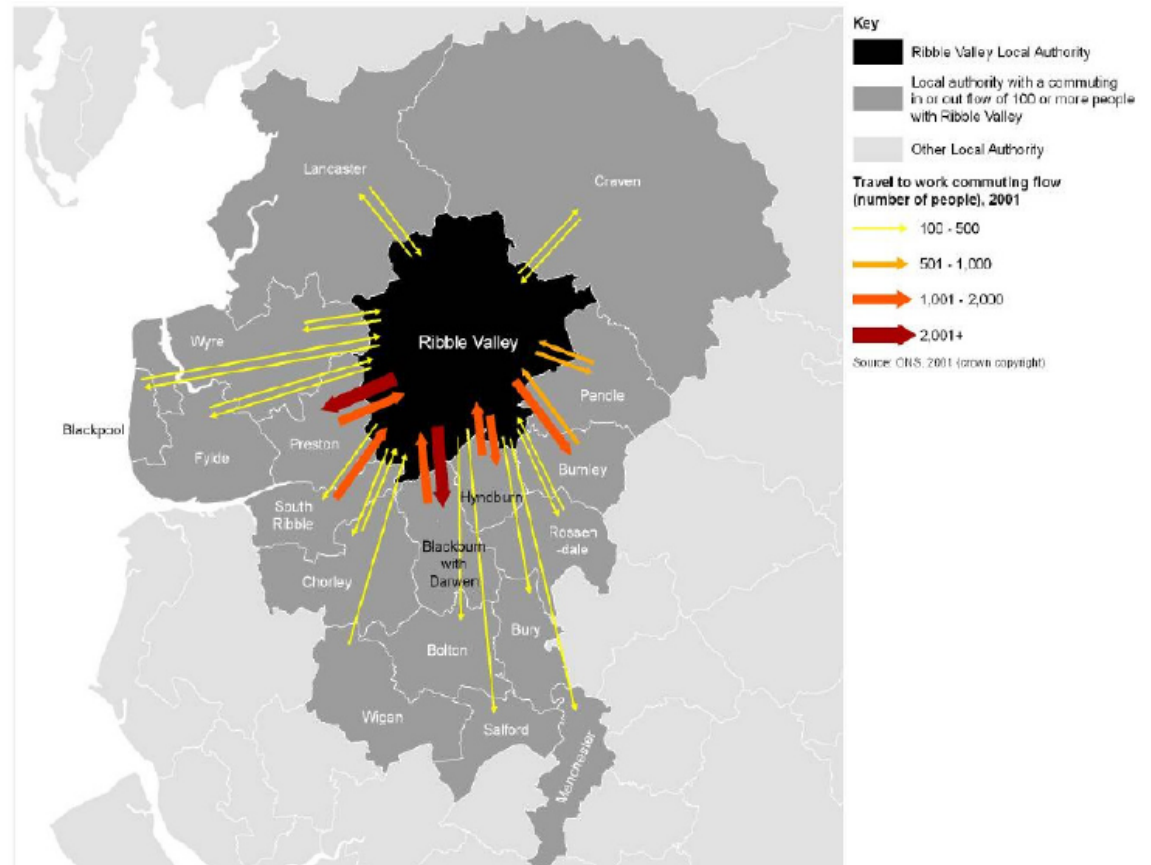 Key
Ribble Valley Local Authority
Local authority with a commuting
in or out flow of 100 or more people
with Ribble Valley
Other Local Authority
Travel to work commuting flow
(number of people), 2001
100 - 500
501 - 1,000
1,001 - 2,000
2,001+
Source: ONS, 2001 (crown copyright)
Lancaster
Craven
Wyre
Ribble Valley
Pendle
Blackpool
Fylde
Preston
Burnley
Hyndburn
South
Ribble
Rossen
-dale
Blackburn
with
Darwen
Chorley
Bury
Bolton
Wigan
Salford
Manchester